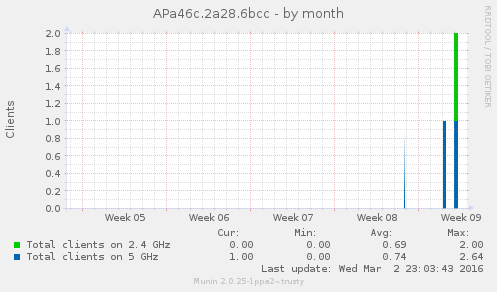 APa46c.2a28.6bcc - by month
RRDTOOL / TOBI OETIKER
Clients
2.0
1.8
1.6
1.4
1.2
1.0
0.8
0.6
0.4
0.2
0.0
Week 05 Week 06 Week 07 Week 08 Week 09
Cur: Min: Avg: Max:
Total clients on 2.4 GHz 0.00 0.00 0.69 2.00
Total clients on 5 GHz 1.00 0.00 0.74 2.64
Last update: Wed Mar 2 23:03:43 2016
Munin 2.0.25-1ppa2~trusty